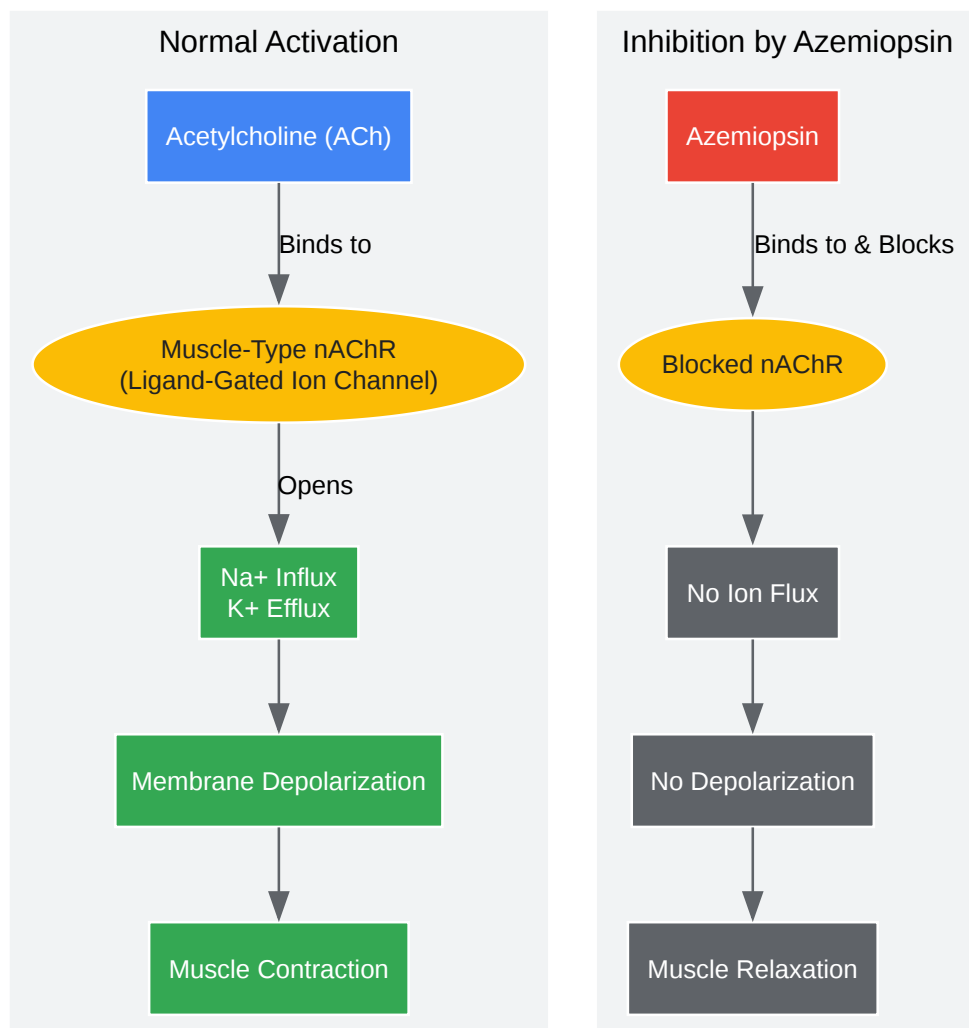 Normal Activation
Acetylcholine (ACh)
Binds to
Muscle-Type nAChR
(Ligand-Gated Ion Channel)
Opens
Na+ Influx
K+ Efflux
Membrane Depolarization
Muscle Contraction
Inhibition by Azemiopsin
Azemiopsin
Binds to & Blocks
Blocked nAChR
No Ion Flux
No Depolarization
Muscle Relaxation